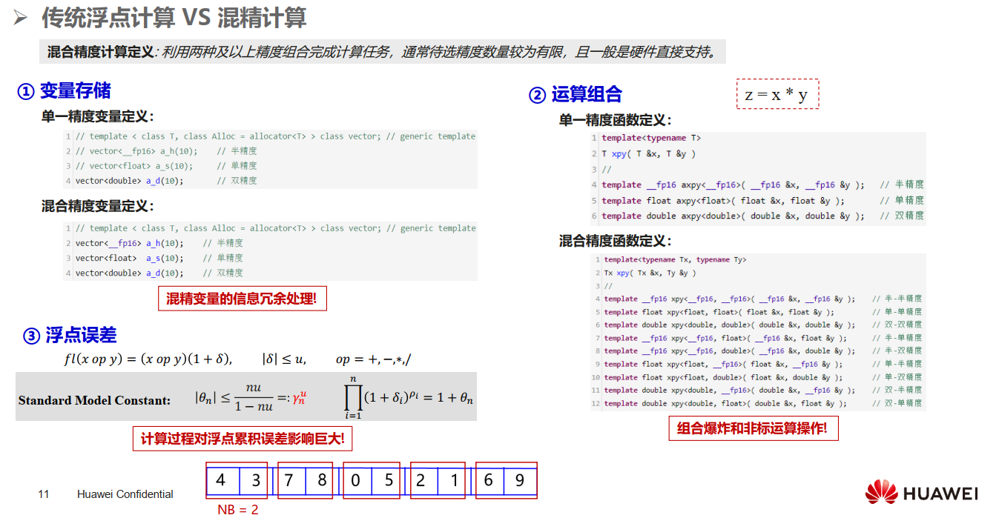 ➢ 传统浮点计算 VS 混精计算
混合精度计算定义: 利用两种及以上精度组合完成计算任务，通常待选精度数量较为有限，且一般是硬件直接支持。
① 变量存储
单一精度变量定义：
1 // template < class T, class Alloc = allocator<T> > class vector; // generic template
2 // vector<__fp16> a_h(10); // 半精度
3 // vector<float> a_s(10); // 单精度
4 vector<double> a_d(10); // 双精度
混合精度变量定义：
1 // template < class T, class Alloc = allocator<T> > class vector; // generic template
2 vector<__fp16> a_h(10); // 半精度
3 vector<float> a_s(10); // 单精度
4 vector<double> a_d(10); // 双精度
混精变量的信息冗余处理!
② 运算组合
z = x * y
单一精度函数定义：
1 template<typename T>
2 T xpy( T &x, T &y )
3 //
4 template __fp16 axpy<__fp16>( __fp16 &x, __fp16 &y ); // 半精度
5 template float axpy<float>( float &x, float &y ); // 单精度
6 template double axpy<double>( double &x, double &y ); // 双精度
混合精度函数定义：
1 template<typename Tx, typename Ty>
2 Tx xpy( Tx &x, Ty &y )
3 //
4 template __fp16 xpy<__fp16, __fp16>( __fp16 &x, __fp16 &y ); // 半-半精度
5 template float xpy<float, float>( float &x, float &y ); // 单-单精度
6 template double xpy<double, double>( double &x, double &y ); // 双-双精度
7 template __fp16 xpy<__fp16, float>( __fp16 &x, float &y ); // 半-单精度
8 template __fp16 xpy<__fp16, double>( __fp16 &x, double &y ); // 半-双精度
9 template float xpy<float, __fp16>( float &x, __fp16 &y ); // 单-半精度
10 template float xpy<float, double>( float &x, double &y ); // 单-双精度
11 template double xpy<double, __fp16>( double &x, __fp16 &y ); // 双-半精度
12 template double xpy<double, float>( double &x, float &y ); // 双-单精度
组合爆炸和非标运算操作!
③ 浮点误差
fl(x op y) = (x op y)(1 + δ), |δ| ≤ u, op = +,−,∗,/
Standard Model Constant: |θₙ| ≤ nu / (1 − nu) =: γₙᵘ ∏ᵢ₌₁ⁿ (1 + δᵢ)^ρᵢ = 1 + θₙ
计算过程对浮点累积误差影响巨大!
4 3 7 8 0 5 2 1 6 9
NB = 2
11 Huawei Confidential
HUAWEI